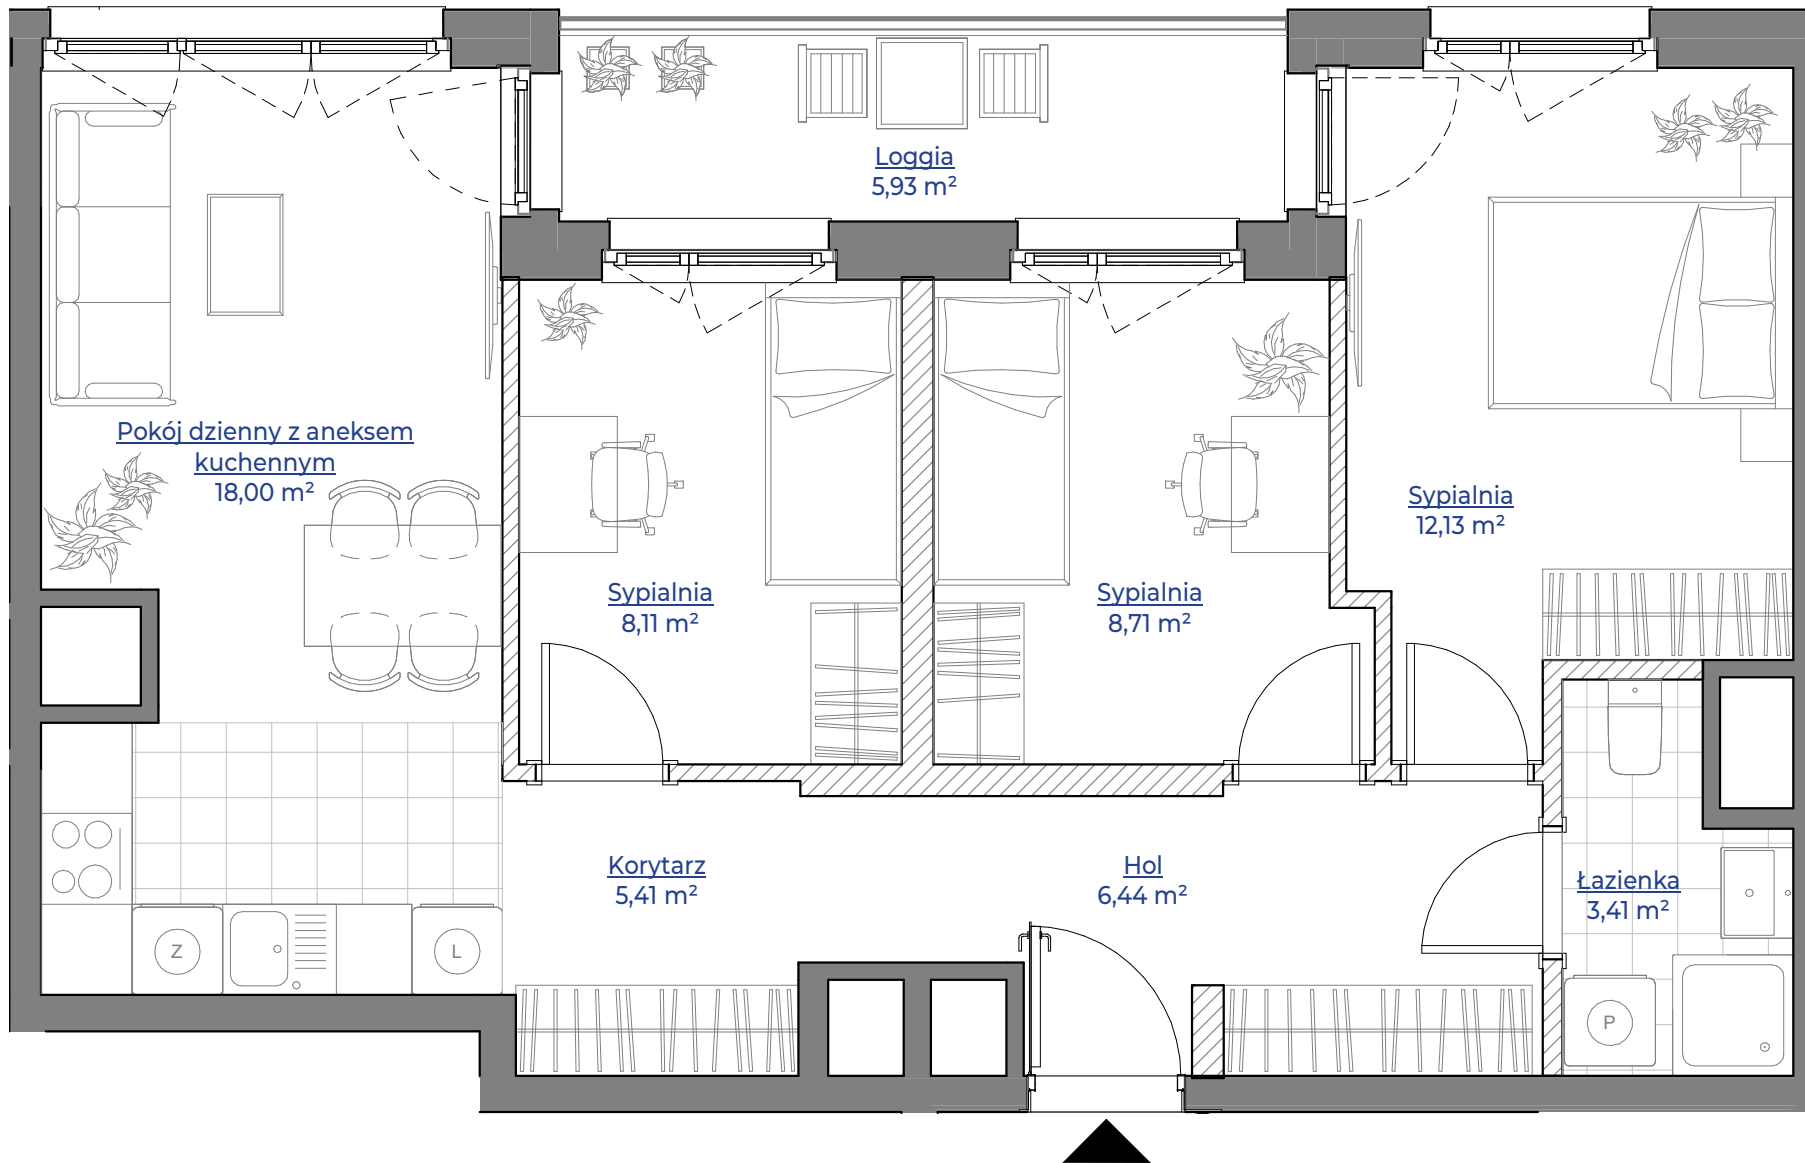 Loggia
5,93 m²
Pokój dzienny z aneksem
kuchennym
18,00 m²
Sypialnia
12,13 m²
Sypialnia
8,11 m²
Sypialnia
8,71 m²
Korytarz
5,41 m²
Hol
6,44 m²
Łazienka
3,41 m²
Z
L
P